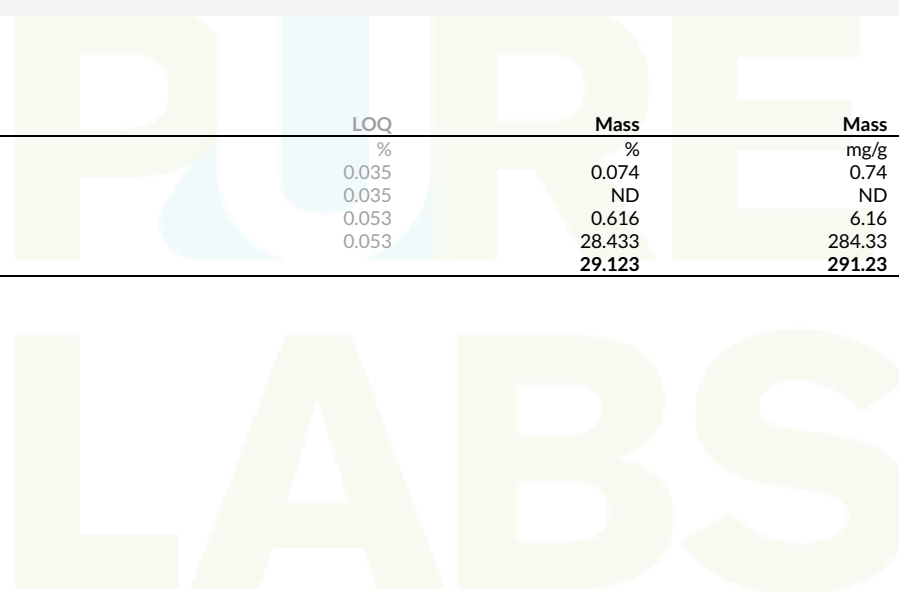 PURE
LOQ Mass Mass
% % mg/g
0.035 0.074 0.74
0.035 ND ND
0.053 0.616 6.16
0.053 28.433 284.33
29.123 291.23
LABS